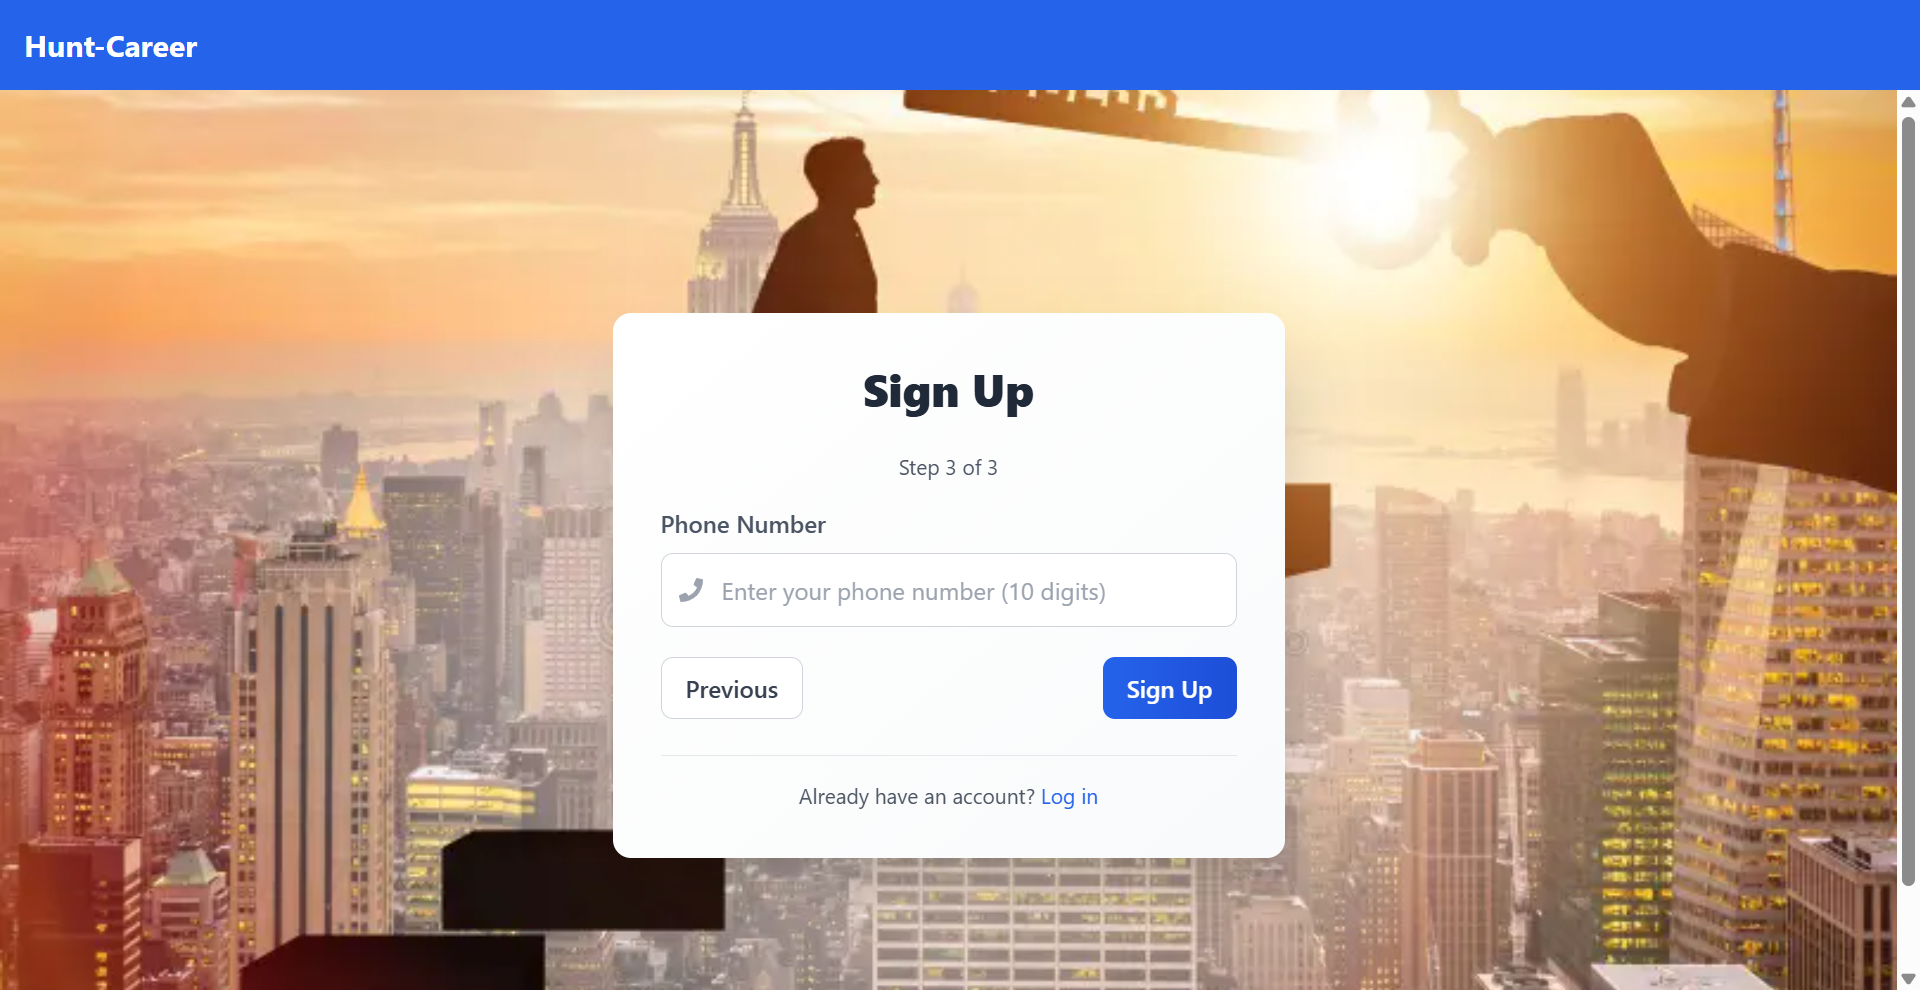 Hunt-Career
Sign Up
Step 3 of 3
Phone Number
Enter your phone number (10 digits)
Previous
Sign Up
Already have an account? Log in